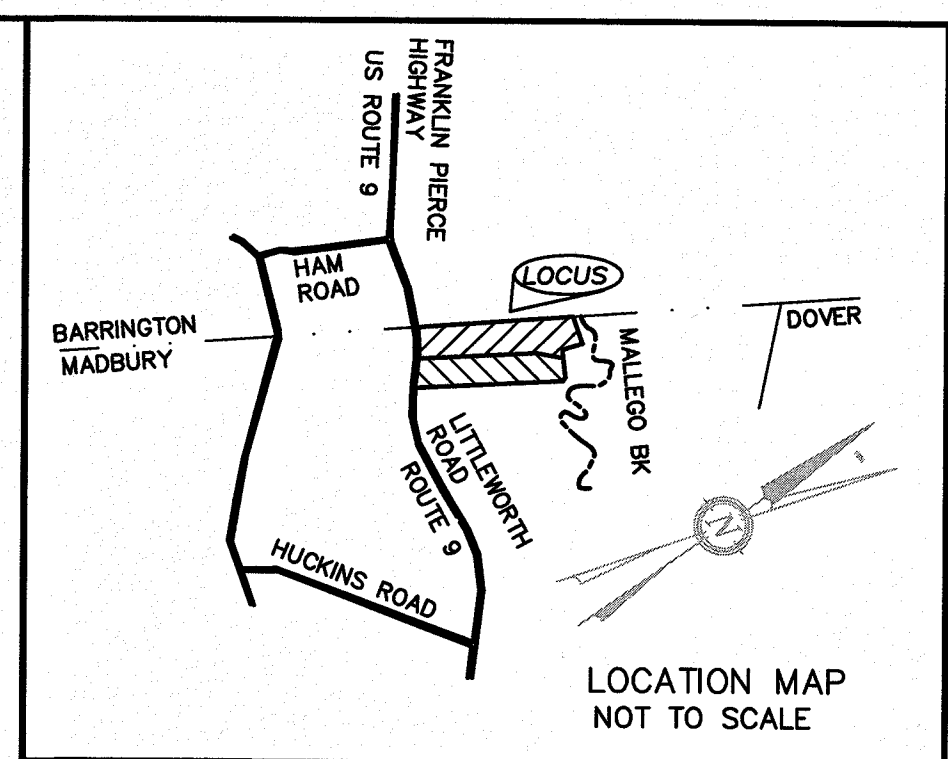 FRANKLIN PIERCE
HIGHWAY
US ROUTE 9
HAM
ROAD
LOCUS
BARRINGTON
MADBURY
DOVER
MALLEGO BK
LITTLEWORTH
ROAD
ROUTE 9
HUCKINS ROAD
N
LOCATION MAP
NOT TO SCALE